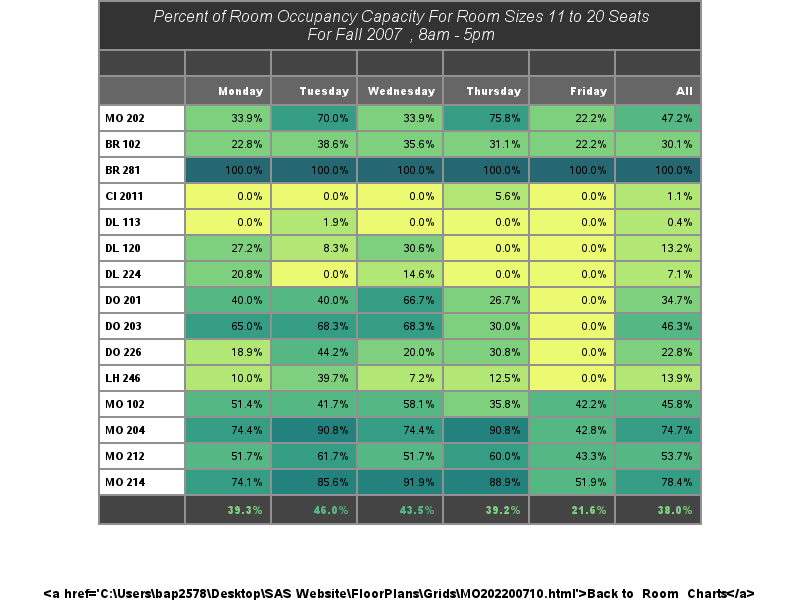 Percent of Room Occupancy Capacity For Room Sizes 11 to 20 Seats
For Fall 2007 , 8am - 5pm
Monday Tuesday Wednesday Thursday Friday All
MO 202 33.9% 70.0% 33.9% 75.8% 22.2% 47.2%
BR 102 22.8% 38.6% 35.6% 31.1% 22.2% 30.1%
BR 281 100.0% 100.0% 100.0% 100.0% 100.0% 100.0%
CI 2011 0.0% 0.0% 0.0% 5.6% 0.0% 1.1%
DL 113 0.0% 1.9% 0.0% 0.0% 0.0% 0.4%
DL 120 27.2% 8.3% 30.6% 0.0% 0.0% 13.2%
DL 224 20.8% 0.0% 14.6% 0.0% 0.0% 7.1%
DO 201 40.0% 40.0% 66.7% 26.7% 0.0% 34.7%
DO 203 65.0% 68.3% 68.3% 30.0% 0.0% 46.3%
DO 226 18.9% 44.2% 20.0% 30.8% 0.0% 22.8%
LH 246 10.0% 39.7% 7.2% 12.5% 0.0% 13.9%
MO 102 51.4% 41.7% 58.1% 35.8% 42.2% 45.8%
MO 204 74.4% 90.8% 74.4% 90.8% 42.8% 74.7%
MO 212 51.7% 61.7% 51.7% 60.0% 43.3% 53.7%
MO 214 74.1% 85.6% 91.9% 88.9% 51.9% 78.4%
39.3% 46.0% 43.5% 39.2% 21.6% 38.0%
<a href='C:\Users\bap2578\Desktop\SAS Website\FloorPlans\Grids\MO202200710.html'>Back to Room Charts</a>